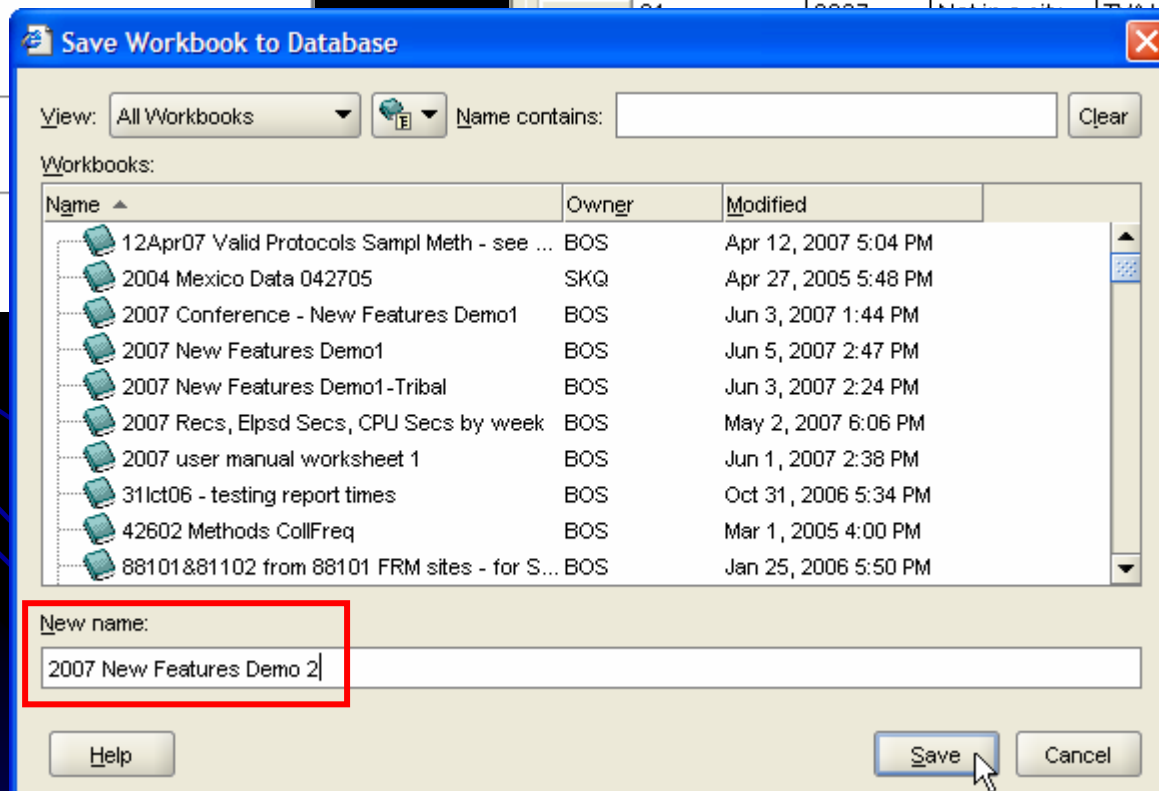 Save Workbook to Database
View: All Workbooks E Name contains: Clear
Workbooks:
Name Owner Modified
12Apr07 Valid Protocols Sampl Meth - see ... BOS Apr 12, 2007 5:04 PM
2004 Mexico Data 042705 SKQ Apr 27, 2005 5:48 PM
2007 Conference - New Features Demo1 BOS Jun 3, 2007 1:44 PM
2007 New Features Demo1 BOS Jun 5, 2007 2:47 PM
2007 New Features Demo1-Tribal BOS Jun 3, 2007 2:24 PM
2007 Recs, Elpsd Secs, CPU Secs by week BOS May 2, 2007 6:06 PM
2007 user manual worksheet 1 BOS Jun 1, 2007 2:38 PM
31Ict06 - testing report times BOS Oct 31, 2006 5:34 PM
42602 Methods CollFreq BOS Mar 1, 2005 4:00 PM
88101&81102 from 88101 FRM sites - for S... BOS Jan 25, 2006 5:50 PM
New name:
2007 New Features Demo 2
Help Save Cancel